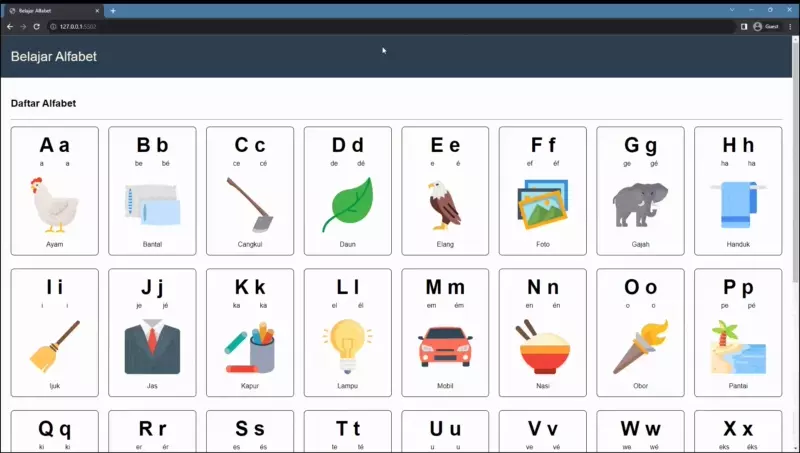 Belajar Alfabet
127.0.0.1:5502
Guest
Belajar Alfabet
Daftar Alfabet
A a
B b
C c
D d
E e
F f
G g
H h
a a
be bé
ce cé
de dé
e é
ef éf
ge gé
ha ha
Ayam
Bantal
Cangkul
Daun
Elang
Foto
Gajah
Handuk
I i
J j
K k
L l
M m
N n
O o
P p
i i
je jé
ka ka
el él
em ém
en én
o o
pe pé
Ijuk
Jas
Kapur
Lampu
Mobil
Nasi
Obor
Pantai
Q q
R r
S s
T t
U u
V v
W w
X x
ki ki
er ér
es és
te té
u u
ve vé
we wé
eks éks